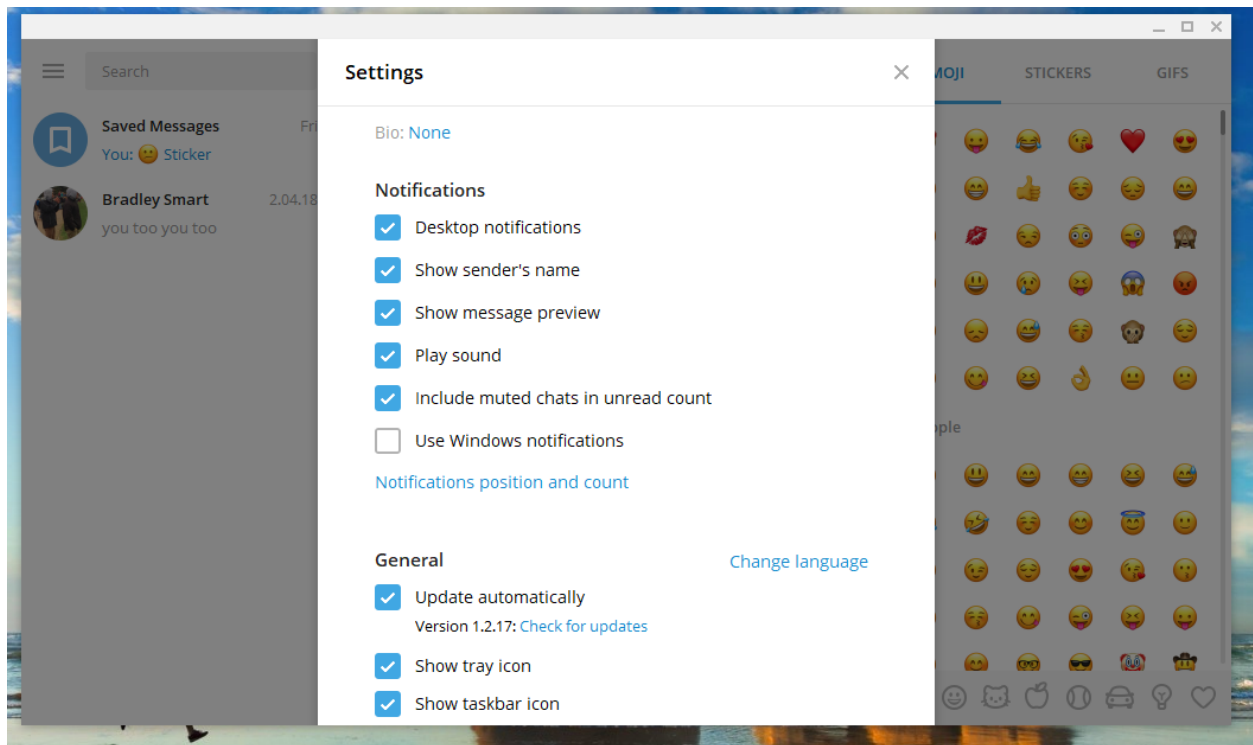 Search
Saved Messages Fri
You: Sticker
Bradley Smart 2.04.18
you too you too
Settings
Bio: None
Notifications
Desktop notifications
Show sender's name
Show message preview
Play sound
Include muted chats in unread count
Use Windows notifications
Notifications position and count
General Change language
Update automatically
Version 1.2.17: Check for updates
Show tray icon
Show taskbar icon
MOJI STICKERS GIFS
ople